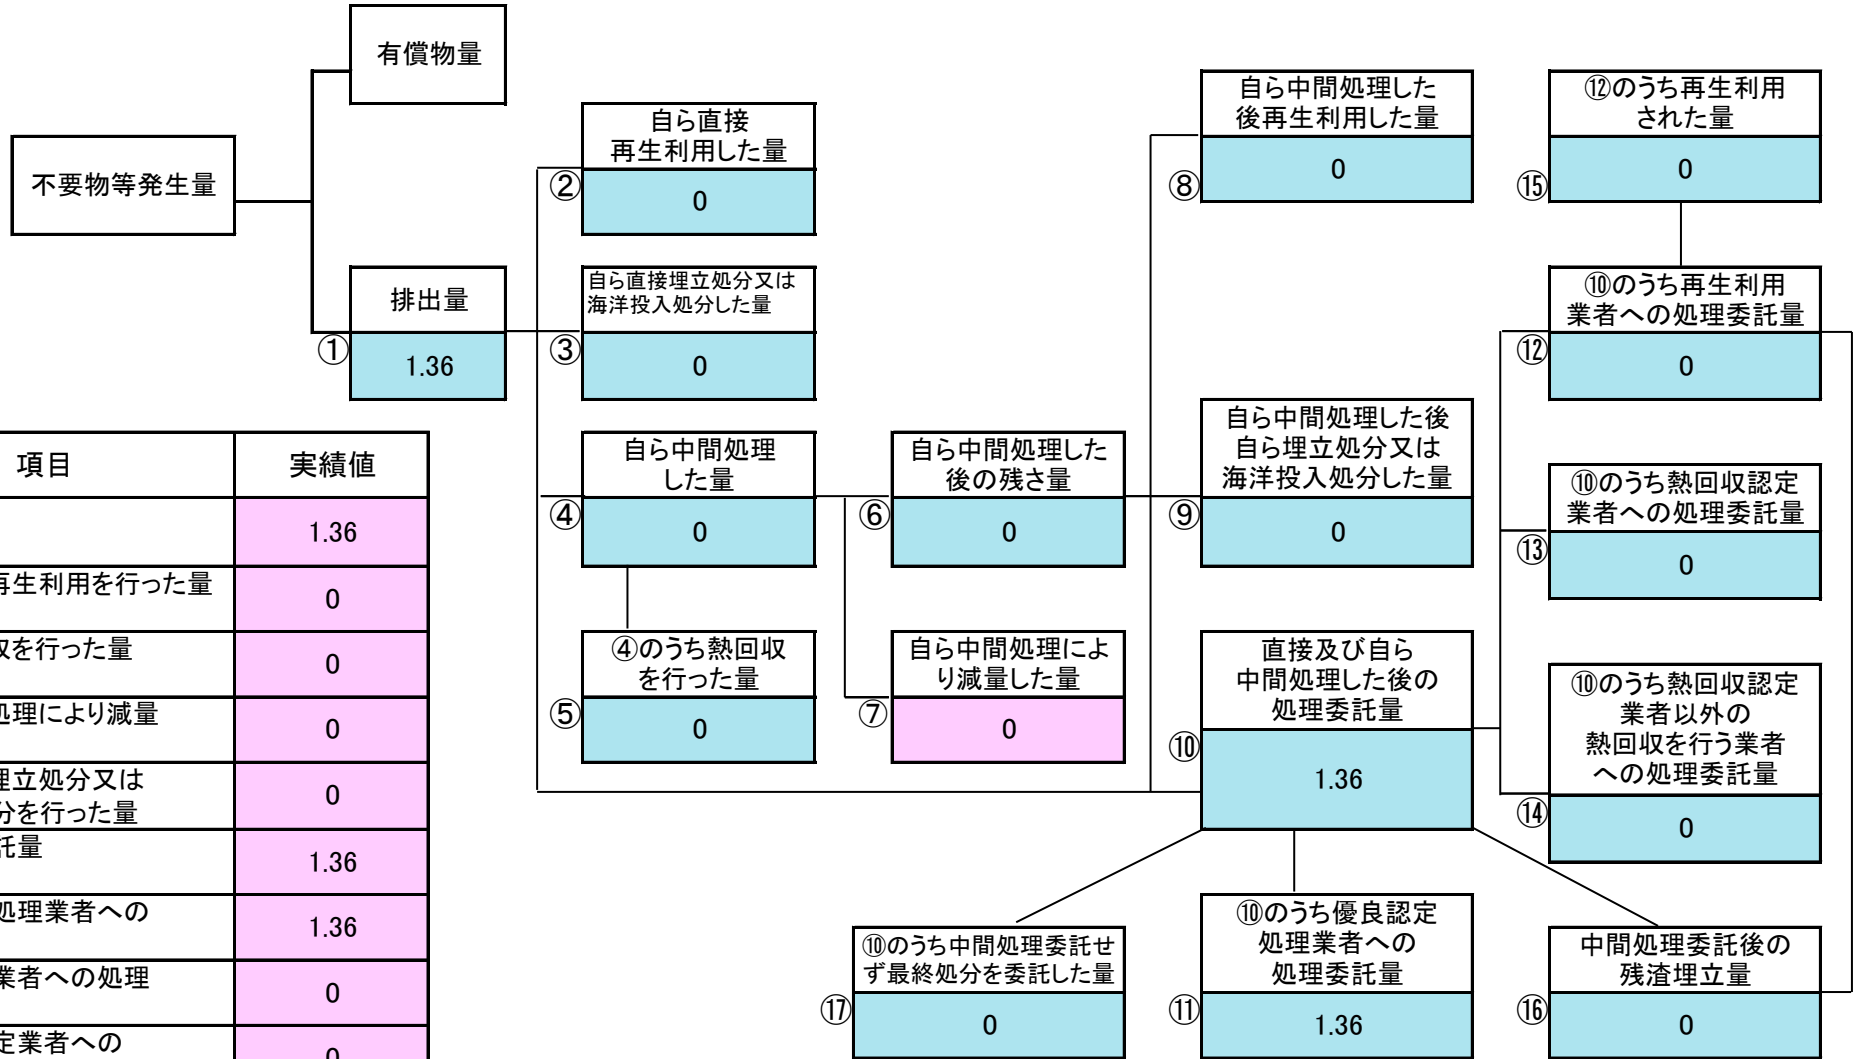 有償物量
不要物等発生量
排出量
①
1.36
自ら直接
再生利用した量
②
0
自ら直接埋立処分又は
海洋投入処分した量
③
0
自ら中間処理
した量
④
0
④のうち熱回収
を行った量
⑤
0
自ら中間処理した
後の残さ量
⑥
0
自ら中間処理によ
り減量した量
⑦
0
自ら中間処理した
後再生利用した量
⑧
0
自ら中間処理した後
自ら埋立処分又は
海洋投入処分した量
⑨
0
直接及び自ら
中間処理した後の
処理委託量
⑩
1.36
⑫のうち再生利用
された量
⑮
0
⑩のうち再生利用
業者への処理委託量
⑫
0
⑩のうち熱回収認定
業者への処理委託量
⑬
0
⑩のうち熱回収認定
業者以外の
熱回収を行う業者
への処理委託量
⑭
0
⑩のうち中間処理委託せ
ず最終処分を委託した量
⑰
0
⑩のうち優良認定
処理業者への
処理委託量
⑪
1.36
中間処理委託後の
残渣埋立量
⑯
0
項目 実績値
1.36
再生利用を行った量 0
を行った量 0
処理により減量 0
埋立処分又は
分を行った量 0
託量 1.36
処理業者への 1.36
業者への処理 0
定業者への 0